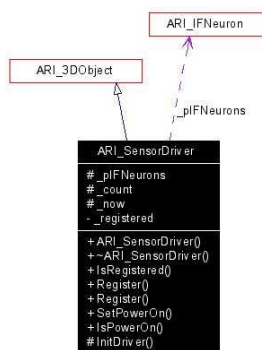 ARI_IFNeuron
ARI_3DObject
_pIFNeurons
ARI_SensorDriver
# _pIFNeurons
# _count
# _now
- _registered
+ ARI_SensorDriver()
+ ~ARI_SensorDriver()
+ IsRegistered()
+ Register()
+ Register()
+ SetPowerOn()
+ IsPowerOn()
# InitDriver()